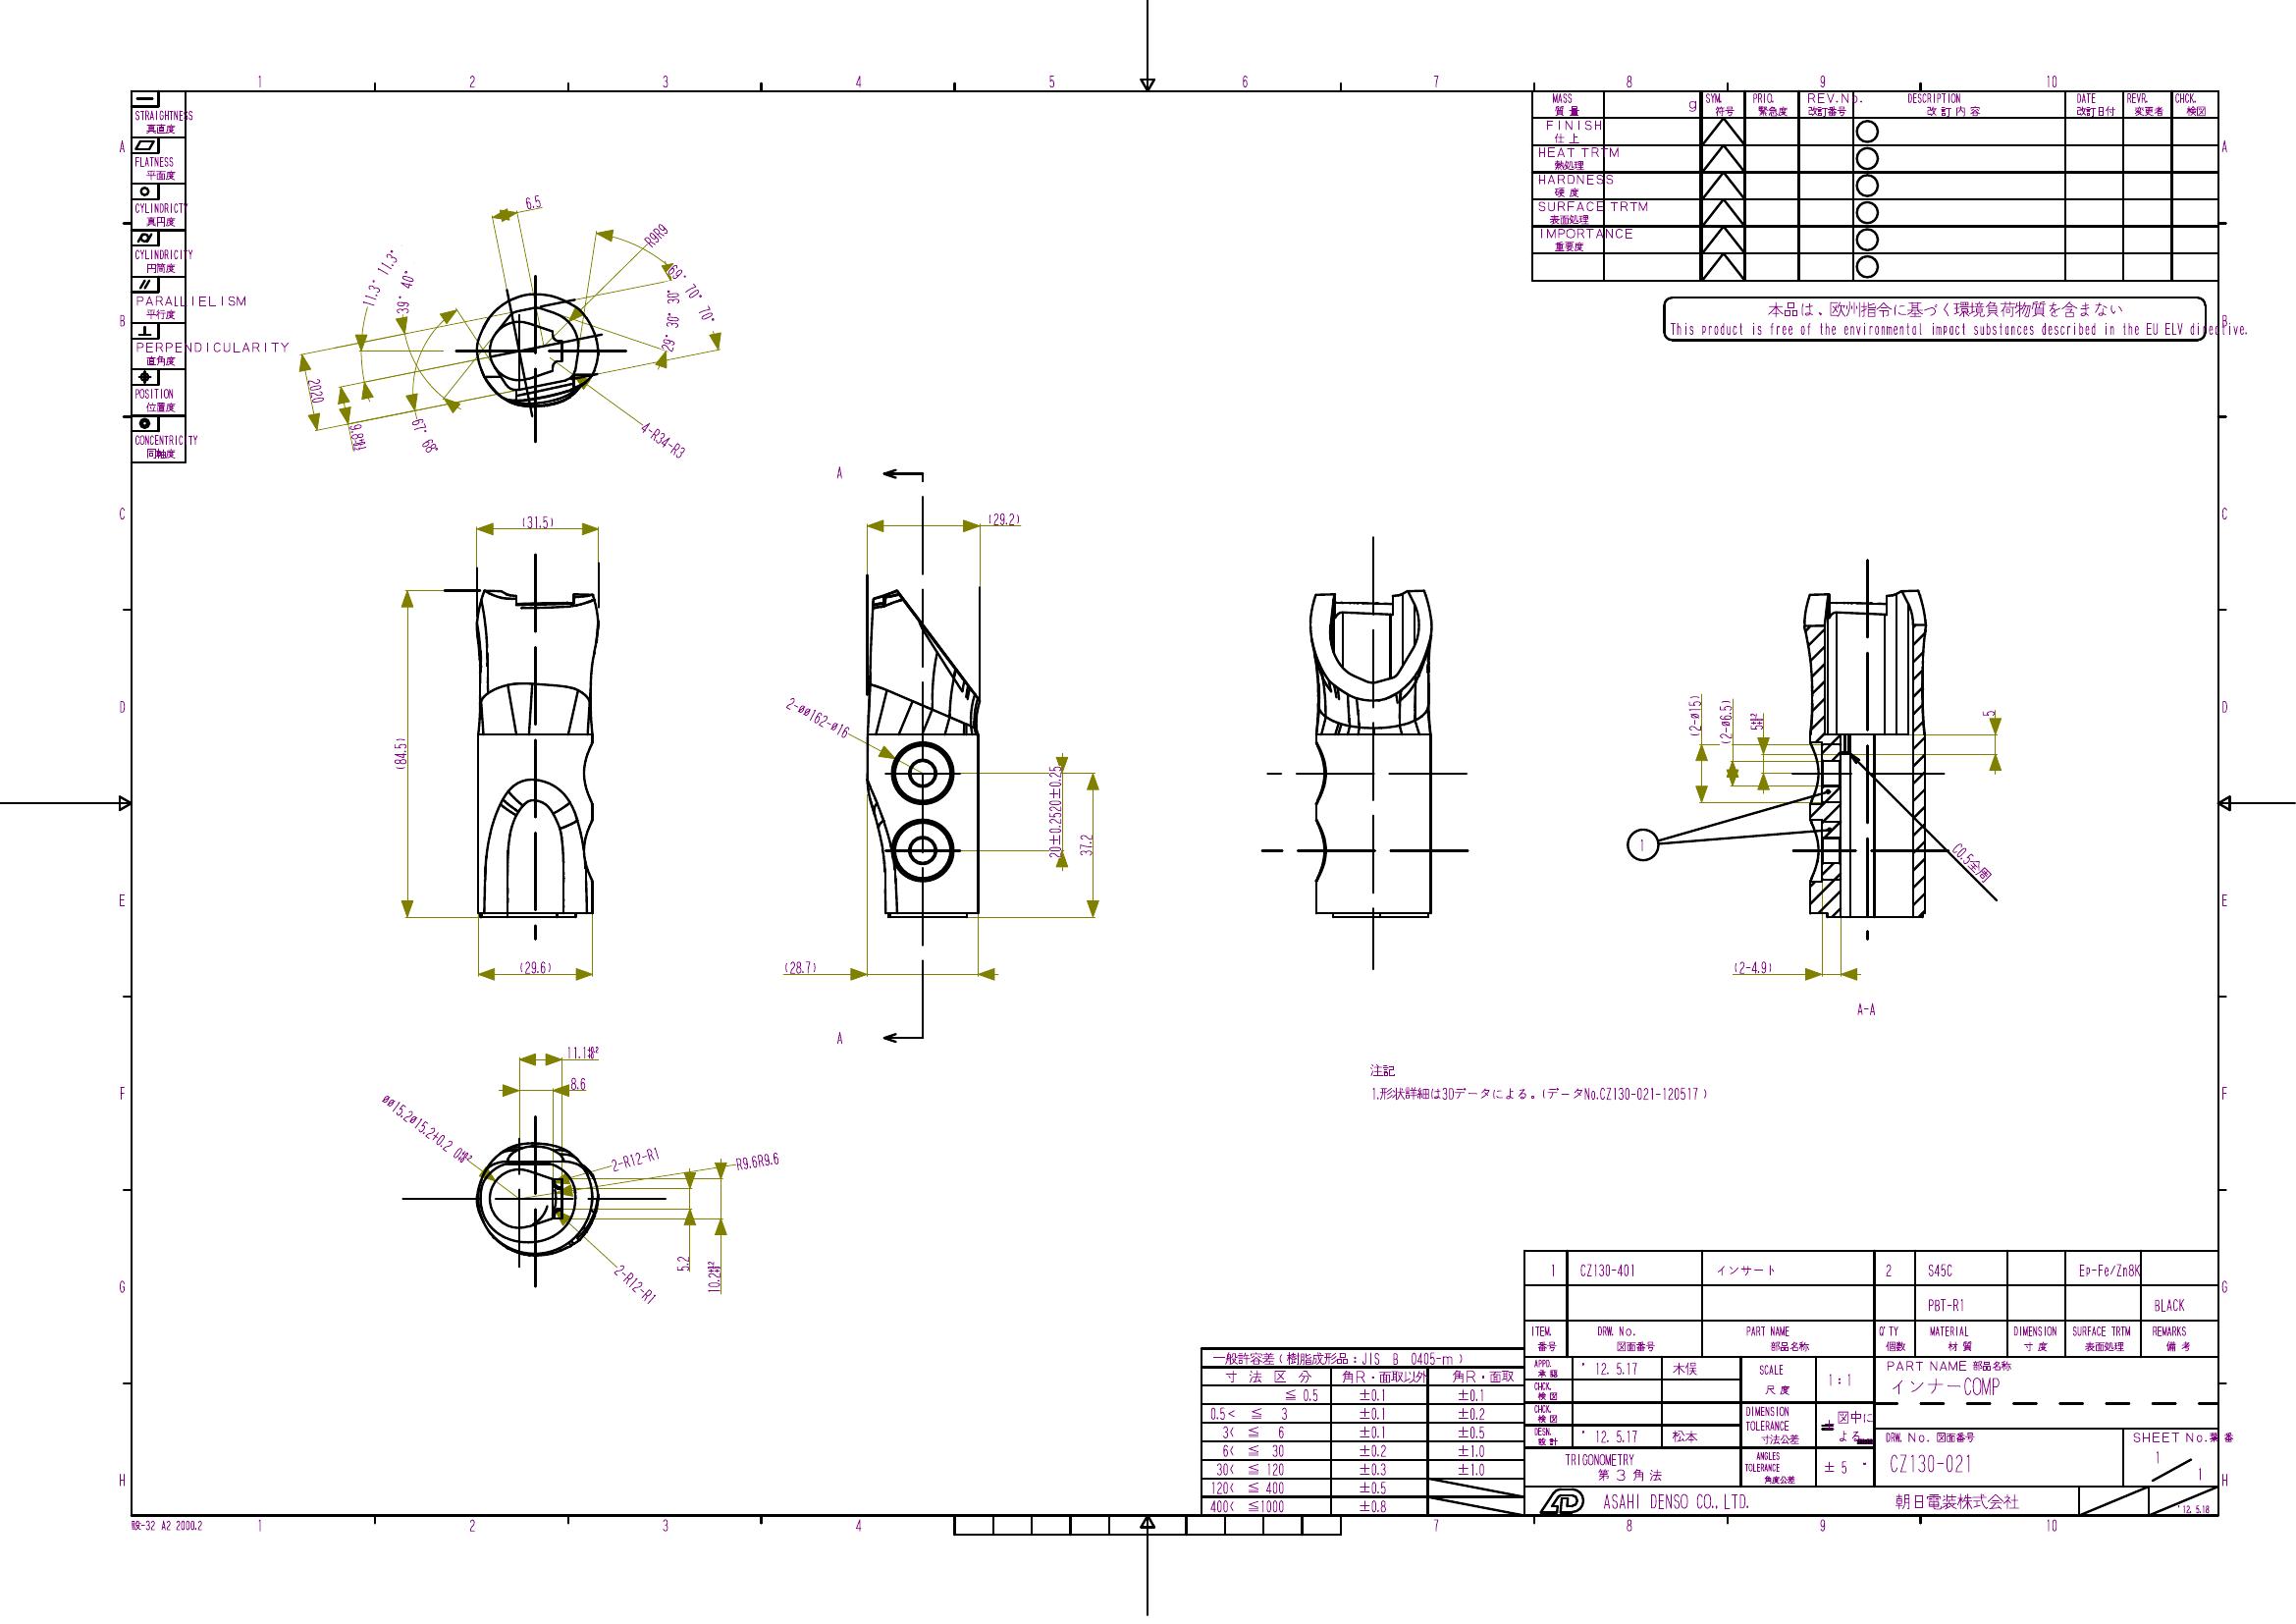 1 2 3 4 5 6 7 8 9 10
A B C D E F G H
STRAIGHTNESS
真直度
FLATNESS
平面度
CYLINDRICTY
真円度
CYLINDRICITY
円筒度
PARALLIELISM
平行度
PERPENDICULARITY
直角度
POSITION
位置度
CONCENTRICITY
同軸度
MASS 質量 g
FINISH
仕上
HEAT TRTM
熱処理
HARDNESS
硬度
SURFACE TRTM
表面処理
IMPORTANCE
重要度
SYM. 符号
PRIO. 緊急度
REV.No. 改訂番号
DESCRIPTION 改訂内容
DATE 改訂日付
REVR. 変更者
CHCK. 検図
本品は、欧州指令に基づく環境負荷物質を含まない
This product is free of the environmental impact substances described in the EU ELV directive.
6.5
R9R9
69° 70° 70°
29° 30° 30°
11.3° 11.3°
39° 40°
2020
67° 68°
4-R34-R3
(31.5)
(84.5)
(29.6)
A
(29.2)
2-øø162-ø16
20±0.2520±0.25
37.2
(28.7)
A
(2-ø15)
(2-ø6.5)
5
5
1
C0.5全周
(2-4.9)
A-A
11.1
8.6
øø15.2ø15.2+0.2 0
2-R12-R1
R9.6R9.6
5.2
10.2
2-R12-R1
注記
1.形状詳細は3Dデータによる。(データNo.CZ130-021-120517)
一般許容差(樹脂成形品:JIS B 0405-m)
寸法区分 角R・面取以外 角R・面取
≦ 0.5 ±0.1 ±0.1
0.5< ≦ 3 ±0.1 ±0.2
3< ≦ 6 ±0.1 ±0.5
6< ≦ 30 ±0.2 ±1.0
30< ≦ 120 ±0.3 ±1.0
120< ≦ 400 ±0.5
400< ≦1000 ±0.8
1 CZ130-401 インサート 2 S45C Ep-Fe/Zn8K
PBT-R1 BLACK
ITEM. DRW. No. PART NAME Q'TY MATERIAL DIMENSION SURFACE TRTM REMARKS
番号 図面番号 部品名称 個数 材質 寸度 表面処理 備考
APPD. 承認 '12. 5.17 木俣
CHCK. 検図
CHCK. 検図
DESN. 設計 '12. 5.17 松本
SCALE 尺度 1:1
DIMENSION TOLERANCE 寸法公差 ± 図中による
TRIGONOMETRY 第3角法
ANGLES TOLERANCE 角度公差 ± 5 °
PART NAME 部品名称
インナーCOMP
DRW. No. 図面番号
CZ130-021
SHEET No.葉番
1
1
ASAHI DENSO CO., LTD. 朝日電装株式会社
'12. 5.18
A2 2000.2
1 2 3 4 7 8 9 10